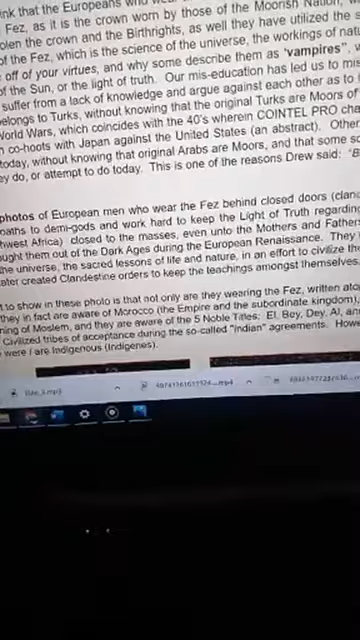 ink that the Europeans who we
Fez, as it is the crown worn by those of the Moorish Nation,
olen the crown and the Birthrights, as well they have utilized the
of the Fez, which is the science of the universe, the workings of natu
off of your virtues, and why some describe them as "vampires",
of the Sun, or the light of truth. Our mis-education has led us to mis
suffer from a lack of knowledge and argue against each other as to
elongs to Turks, without knowing that the original Turks are Moors of
World Wars, which coincides with the 40's wherein COINTEL PRO cha
n co-hoots with Japan against the United States (an abstract). Other
today, without knowing that original Arabs are Moors, and that some so
ey do, or attempt to do today. This is one of the reasons Drew said: "B
photos of European men who wear the Fez behind closed doors (clan
oaths to demi-gods and work hard to keep the Light of Truth regardin
hwest Africa) closed to the masses, even unto the Mothers and Fathers
ought them out of the Dark Ages during the European Renaissance. They
the universe, the sacred lessons of life and nature, in an effort to civilize th
ater created Clandestine orders to keep the teachings amongst themselves.
t to show in these photo is that not only are they wearing the Fez, written ato
they in fact are aware of Morocco (the Empire and the subordinate kingdom),
ning of Moslem, and they are aware of the 5 Noble Titles; El, Bey, Dey, Al, an
Civilized tribes of acceptance during the so-called "Indian" agreements. Howe
were / are Indigenous (Indigenes).